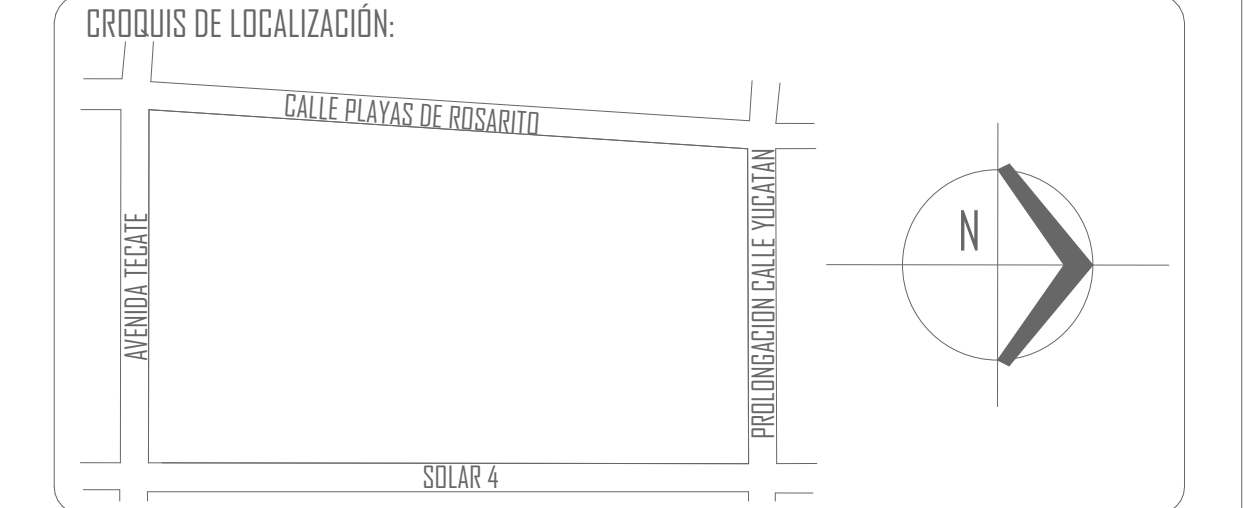 CROQUIS DE LOCALIZACIÓN:
CALLE PLAYAS DE ROSARITO
AVENIDA TECATE
PROLONGACION CALLE YUCATAN
N
SOLAR 4